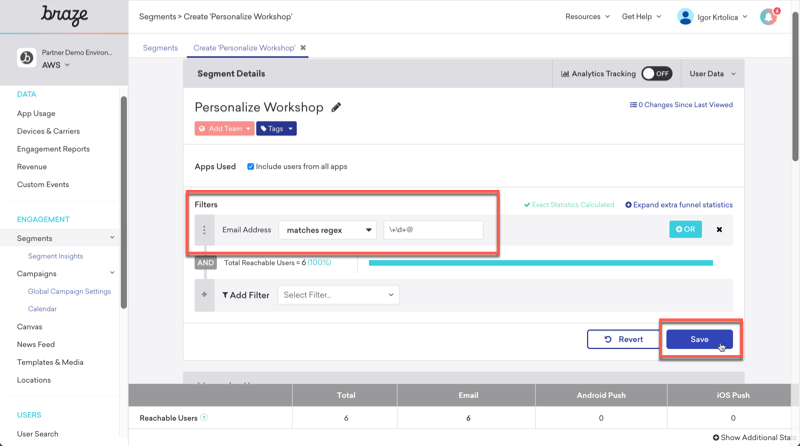 braze
Segments > Create 'Personalize Workshop'
Resources
Get Help
Igor Krtolica
4
Partner Demo Environ...
AWS
Segments
Create 'Personalize Workshop'
DATA
App Usage
Devices & Carriers
Engagement Reports
Revenue
Custom Events
ENGAGEMENT
Segments
Segment Insights
Campaigns
Global Campaign Settings
Calendar
Canvas
News Feed
Templates & Media
Locations
USERS
User Search
Segment Details
Analytics Tracking OFF
User Data
Personalize Workshop
0 Changes Since Last Viewed
Add Team
Tags
Apps Used
Include users from all apps
Filters
Exact Statistics Calculated
Expand extra funnel statistics
Email Address matches regex \+\d+@
OR
AND
Total Reachable Users = 6 (100%)
+ Add Filter Select Filter...
Revert
Save
Total Email Android Push iOS Push
Reachable Users 6 6 0 0
Show Additional Stats